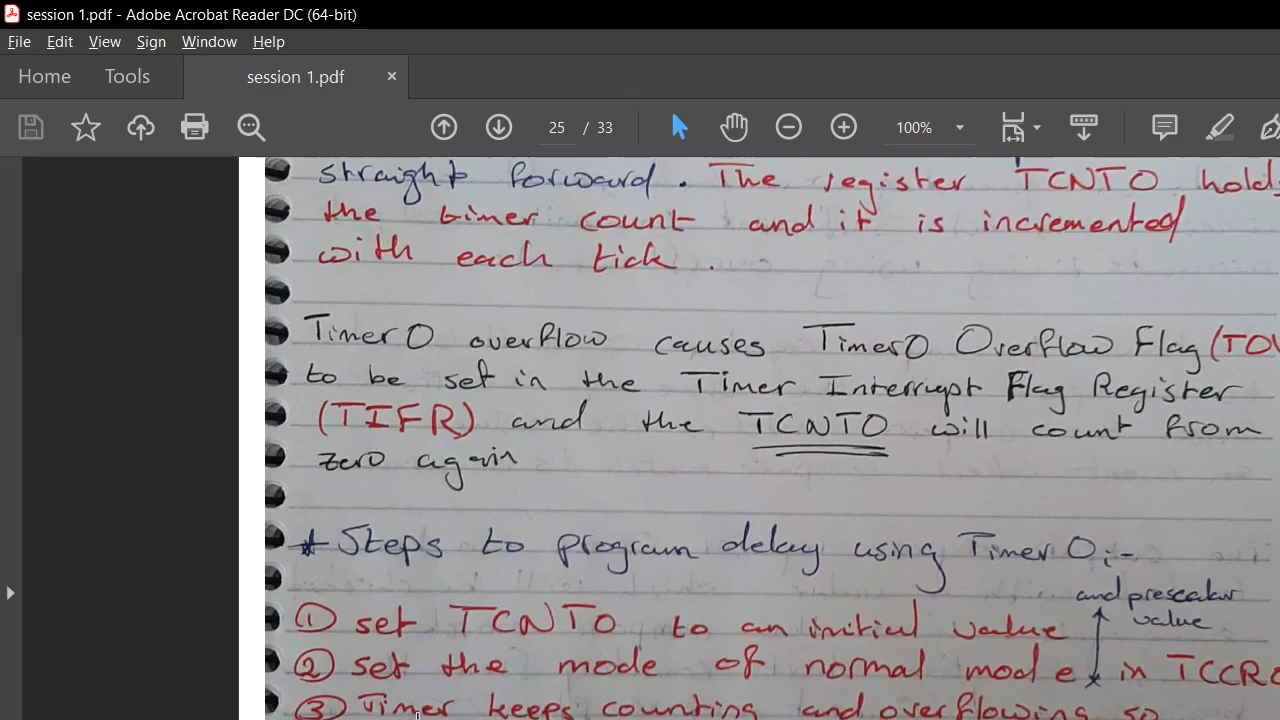 session 1.pdf - Adobe Acrobat Reader DC (64-bit)
File Edit View Sign Window Help
Home Tools session 1.pdf ×
25 / 33 100%
straight forward. The register TCNT0 holds
the timer count and it is incremented
with each tick.
Timer0 overflow causes Timer0 Overflow Flag (TOV
to be set in the Timer Interrupt Flag Register
(TIFR) and the TCNT0 will count from
zero again
* Steps to program delay using Timer0:-
and prescalar
value
① set TCNT0 to an initial value
② set the mode of normal mode in TCCR0
③ Timer keeps counting and overflowing so